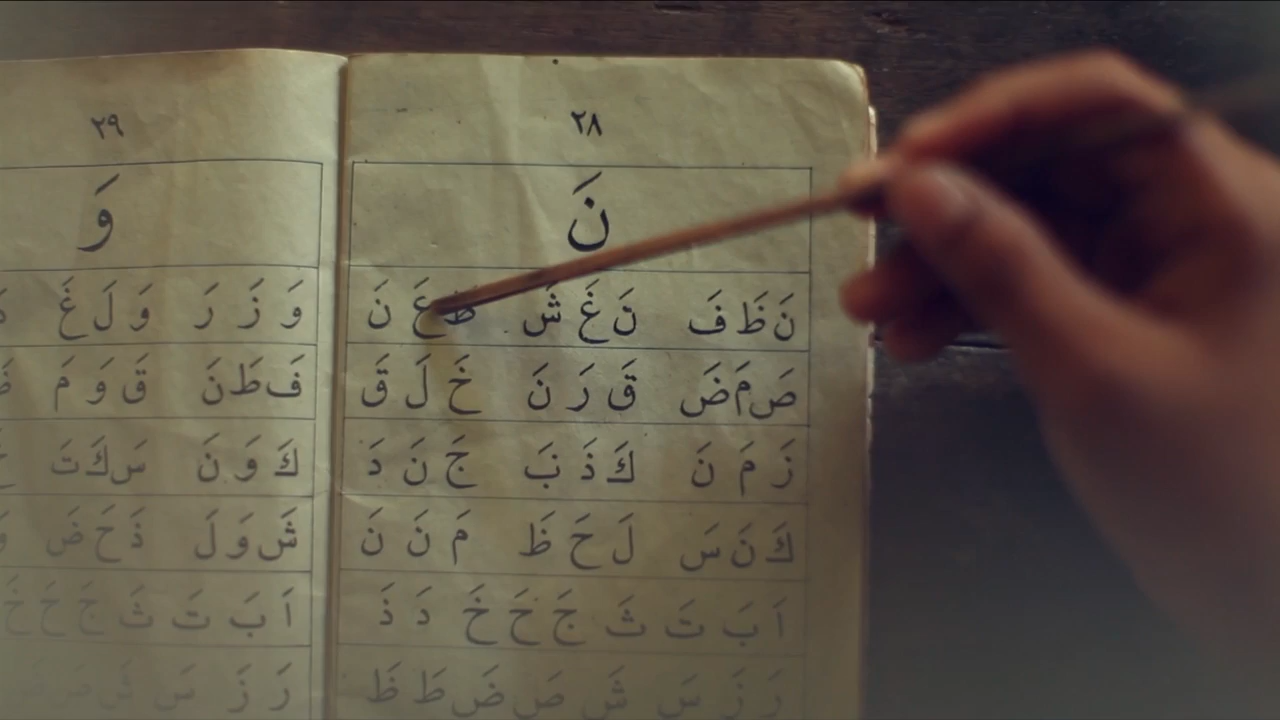 ٢٨
نَ
نَ ظَ فَ نَ غَ شَ ظَ عَ نَ
صَ مَ ضَ قَ رَ نَ خَ لَ قَ
زَ مَ نَ كَ ذَ بَ جَ نَ دَ
كَ نَ سَ لَ حَ ظَ مَ نَ نَ
اَ بَ تَ ثَ جَ حَ خَ دَ ذَ
رَ زَ سَ شَ صَ ضَ طَ ظَ
٢٩
وَ
وَ زَ رَ وَ لَ غَ
فَ طَ نَ قَ وَ مَ
كَ وَ نَ سَ كَ تَ
شَ وَ لَ ذَ حَ ضَ
اَ بَ تَ ثَ جَ حَ خَ
رَ زَ سَ شَ